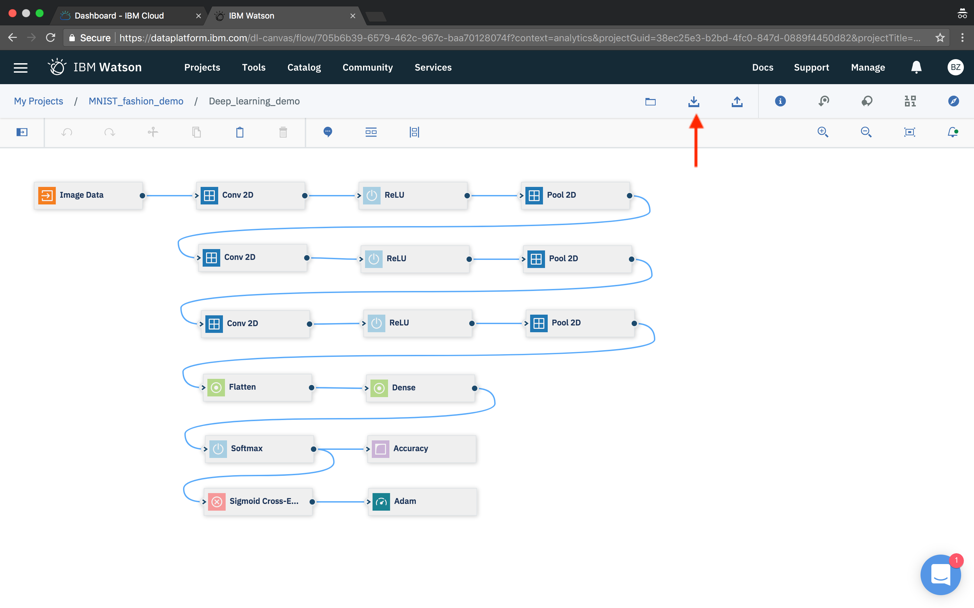 Dashboard - IBM Cloud
IBM Watson
Secure
https://dataplatform.ibm.com/dl-canvas/flow/705b6b39-6579-462c-967c-baa70128074f?context=analytics&projectGuid=38ec25e3-b2bd-4fc0-847d-0889f4450d82&projectTitle=...
IBM Watson
Projects
Tools
Catalog
Community
Services
Docs
Support
Manage
BZ
My Projects / MNIST_fashion_demo / Deep_learning_demo
Image Data
Conv 2D
ReLU
Pool 2D
Conv 2D
ReLU
Pool 2D
Conv 2D
ReLU
Pool 2D
Flatten
Dense
Softmax
Accuracy
Sigmoid Cross-E...
Adam
1